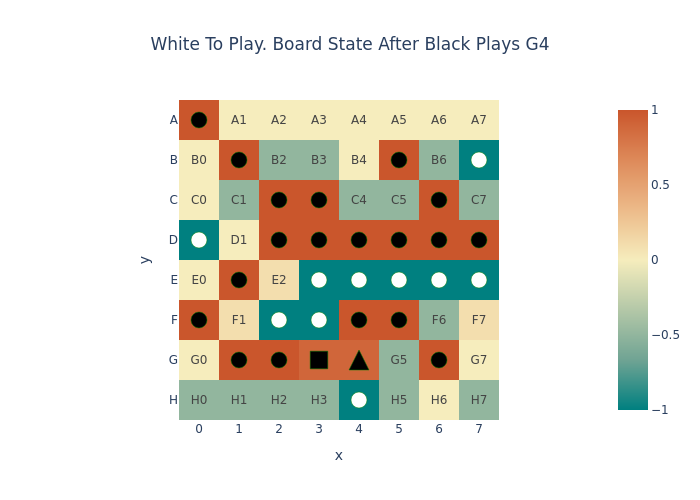 White To Play. Board State After Black Plays G4
A A1 A2 A3 A4 A5 A6 A7
B B0 B2 B3 B4 B6
C C0 C1 C4 C5 C7
D D1
E E0 E2
F F1 F6 F7
G G0 G5 G7
H H0 H1 H2 H3 H5 H6 H7
0 1 2 3 4 5 6 7
x
y
1
0.5
0
−0.5
−1